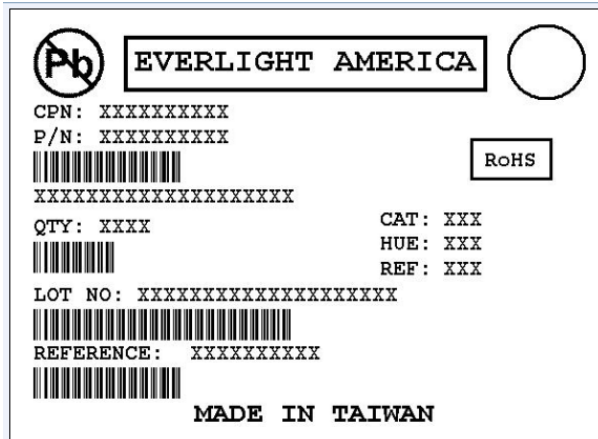 Pb
EVERLIGHT AMERICA
CPN: XXXXXXXXXX
P/N: XXXXXXXXXX
RoHS
XXXXXXXXXXXXXXXXXXXX
QTY: XXXX
CAT: XXX
HUE: XXX
REF: XXX
LOT NO: XXXXXXXXXXXXXXXXXXXX
REFERENCE: XXXXXXXXXX
MADE IN TAIWAN